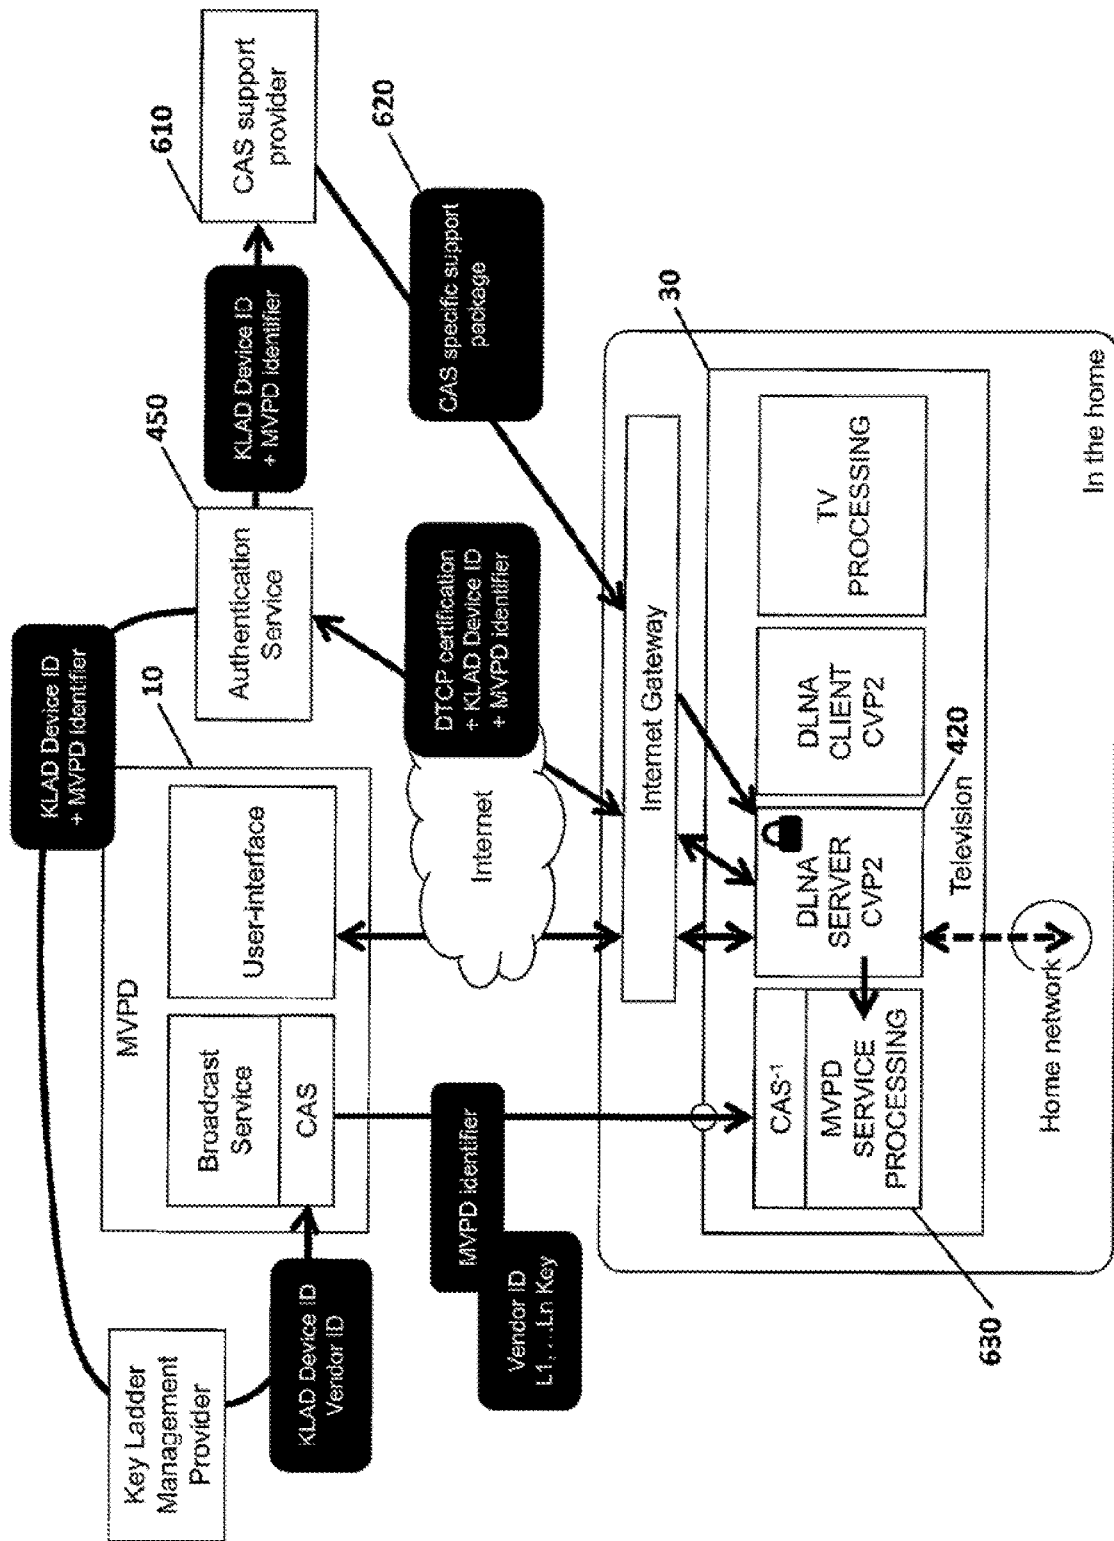 Key Ladder
Management
Provider
KLAD Device ID
+ MVPD Identifier
KLAD Device ID
Vendor ID
10
MVPD
Broadcast
Service
CAS
User-interface
450
Authentication
Service
KLAD Device ID
+ MVPD identifier
610
CAS support
provider
MVPD identifier
Vendor ID
L1,...Ln Key
Internet
DTCP certification
+ KLAD Device ID
+ MVPD identifier
CAS specific support
package
620
Internet Gateway
30
CAS-1
MVPD
SERVICE
PROCESSING
DLNA
SERVER
CVP2
DLNA
CLIENT
CVP2
TV
PROCESSING
630
Television
420
Home network
In the home